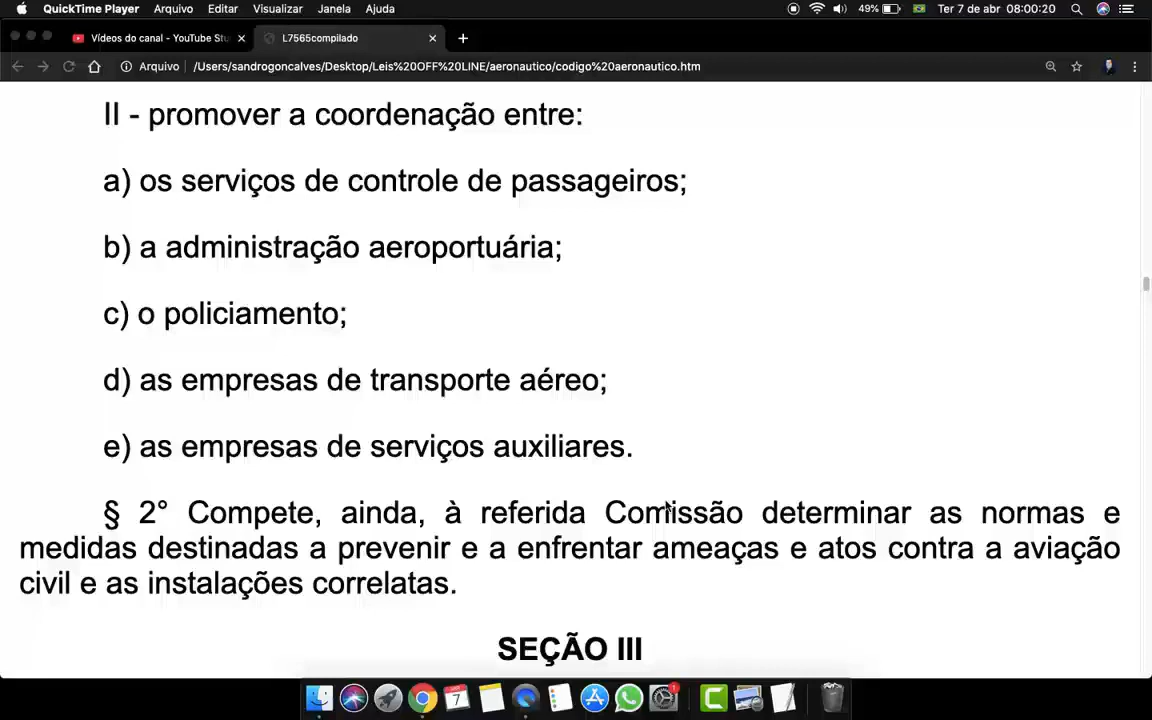 QuickTime Player Arquivo Editar Visualizar Janela Ajuda 49% Ter 7 de abr 08:00:20
Vídeos do canal - YouTube Stu L7565compilado
Arquivo /Users/sandrogoncalves/Desktop/Leis%20OFF%20LINE/aeronautico/codigo%20aeronautico.htm
II - promover a coordenação entre:
a) os serviços de controle de passageiros;
b) a administração aeroportuária;
c) o policiamento;
d) as empresas de transporte aéreo;
e) as empresas de serviços auxiliares.
§ 2° Compete, ainda, à referida Comissão determinar as normas e
medidas destinadas a prevenir e a enfrentar ameaças e atos contra a aviação
civil e as instalações correlatas.
SEÇÃO III
7
1